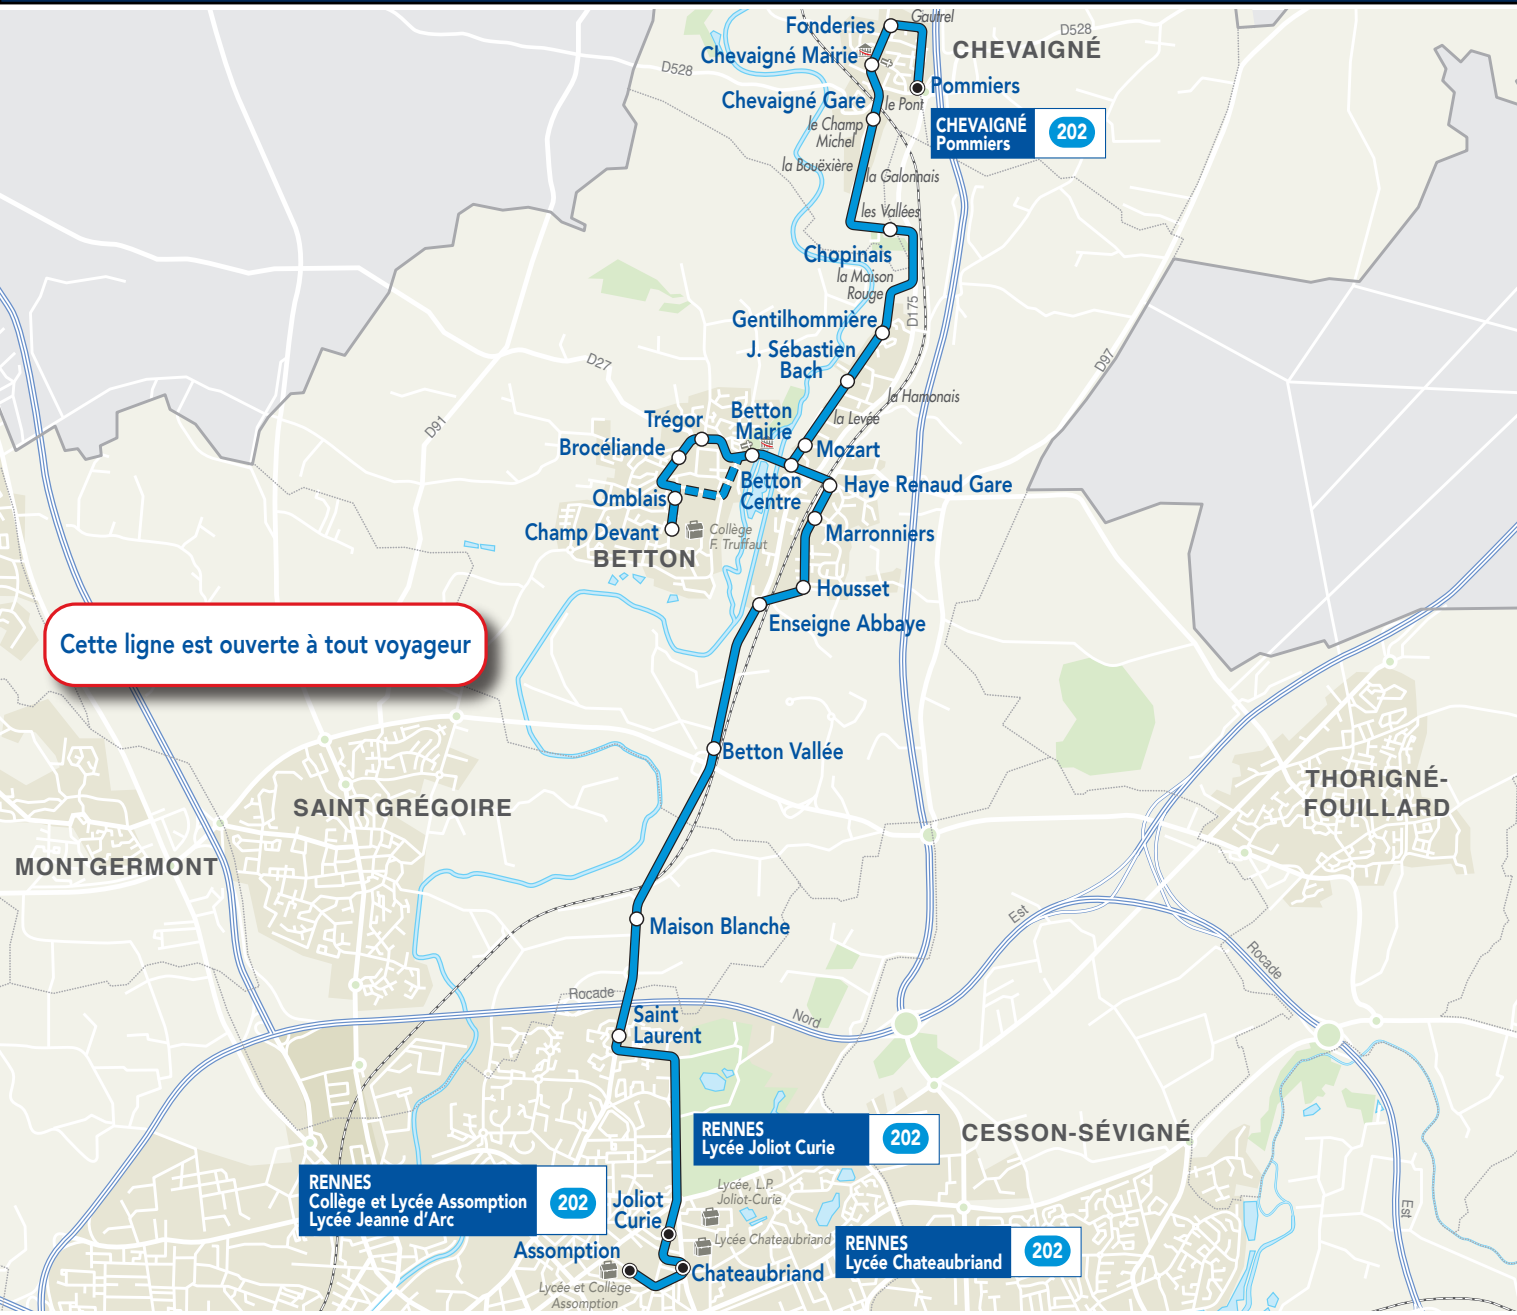 Gautrel
Fonderies
D528
CHEVAIGNÉ
Chevaigné Mairie
D528
Pommiers
Chevaigné Gare
le Pont
CHEVAIGNÉ
Pommiers
202
le Champ
Michel
la Bouëxière
la Galonnais
les Vallées
Chopinais
la Maison
Rouge
D175
Gentilhommière
J. Sébastien
Bach
D27
D97
la Hamonais
D91
la Levée
Trégor
Betton
Mairie
Brocéliande
Mozart
Betton
Centre
Haye Renaud Gare
Omblais
Champ Devant
Collège
F. Truffaut
Marronniers
BETTON
Housset
Enseigne Abbaye
Cette ligne est ouverte à tout voyageur
Betton Vallée
THORIGNÉ-
FOUILLARD
SAINT GRÉGOIRE
MONTGERMONT
Est
Maison Blanche
Rocade
Rocade
Nord
Saint
Laurent
RENNES
Lycée Joliot Curie
202
CESSON-SÉVIGNÉ
RENNES
Collège et Lycée Assomption
Lycée Jeanne d'Arc
202
Joliot
Curie
Lycée, L.P.
Joliot-Curie
Est
Lycée Chateaubriand
RENNES
Lycée Chateaubriand
202
Assomption
Chateaubriand
Lycée et Collège
Assomption